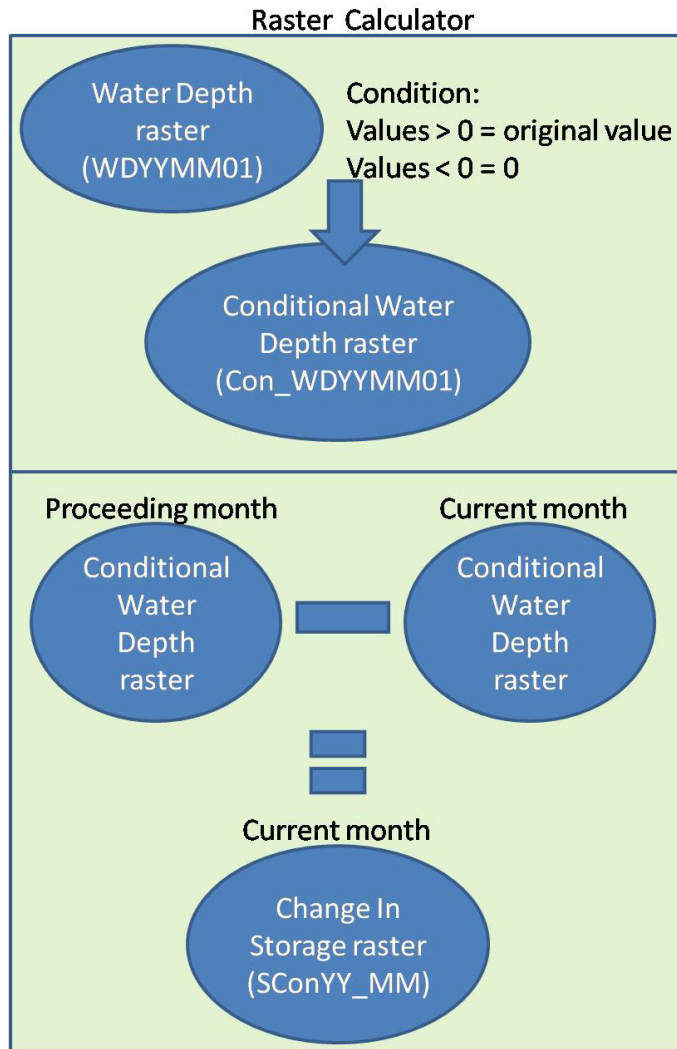 Raster Calculator
Water Depth
raster
(WDYYMM01)
Condition:
Values > 0 = original value
Values < 0 = 0
Conditional Water
Depth raster
(Con_WDYYMM01)
Proceeding month
Conditional
Water
Depth
raster
Current month
Conditional
Water
Depth
raster
Current month
Change In
Storage raster
(SConYY_MM)